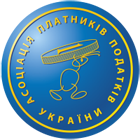 АСОЦІАЦІЯ ПЛАТНИКІВ ПОДАТКІВ
УКРАЇНИ